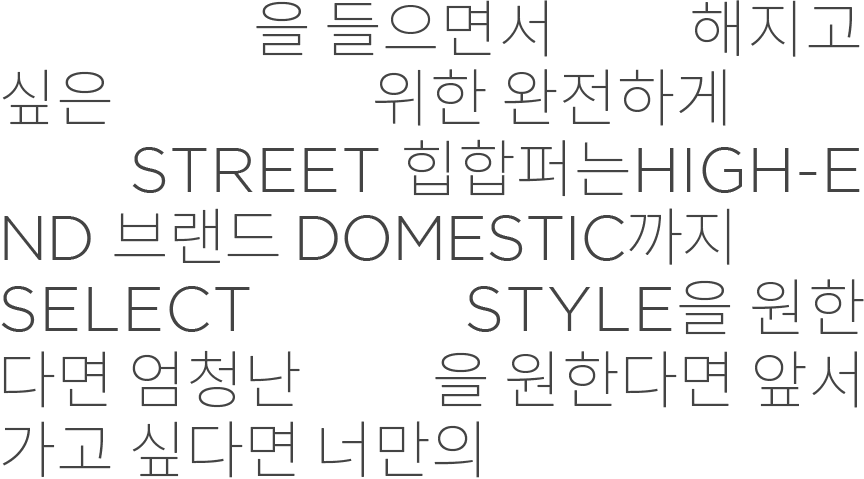 을 들으면서 해지고
싶은 위한 완전하게
STREET 힙합퍼는HIGH-E
ND 브랜드 DOMESTIC까지
SELECT STYLE을 원한
다면 엄청난 을 원한다면 앞서
가고 싶다면 너만의